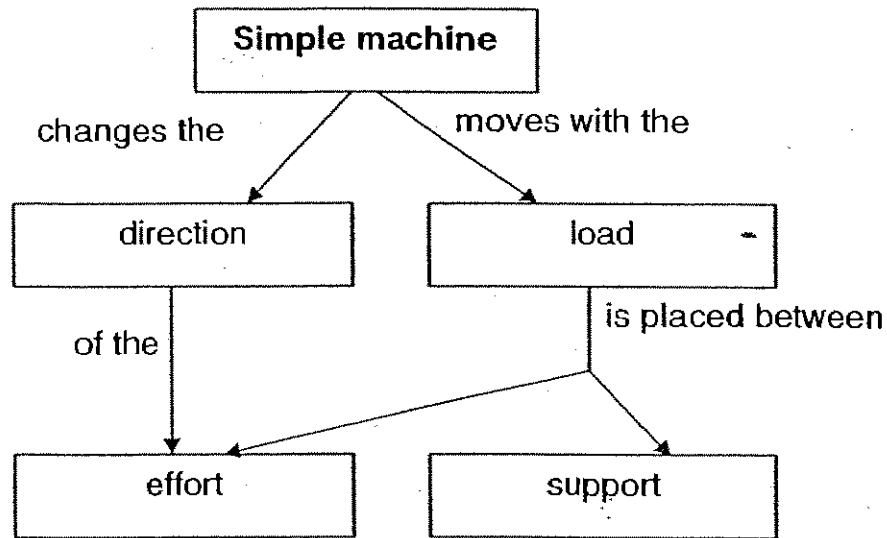 Simple machine
changes the
moves with the
direction
load
of the
is placed between
effort
support